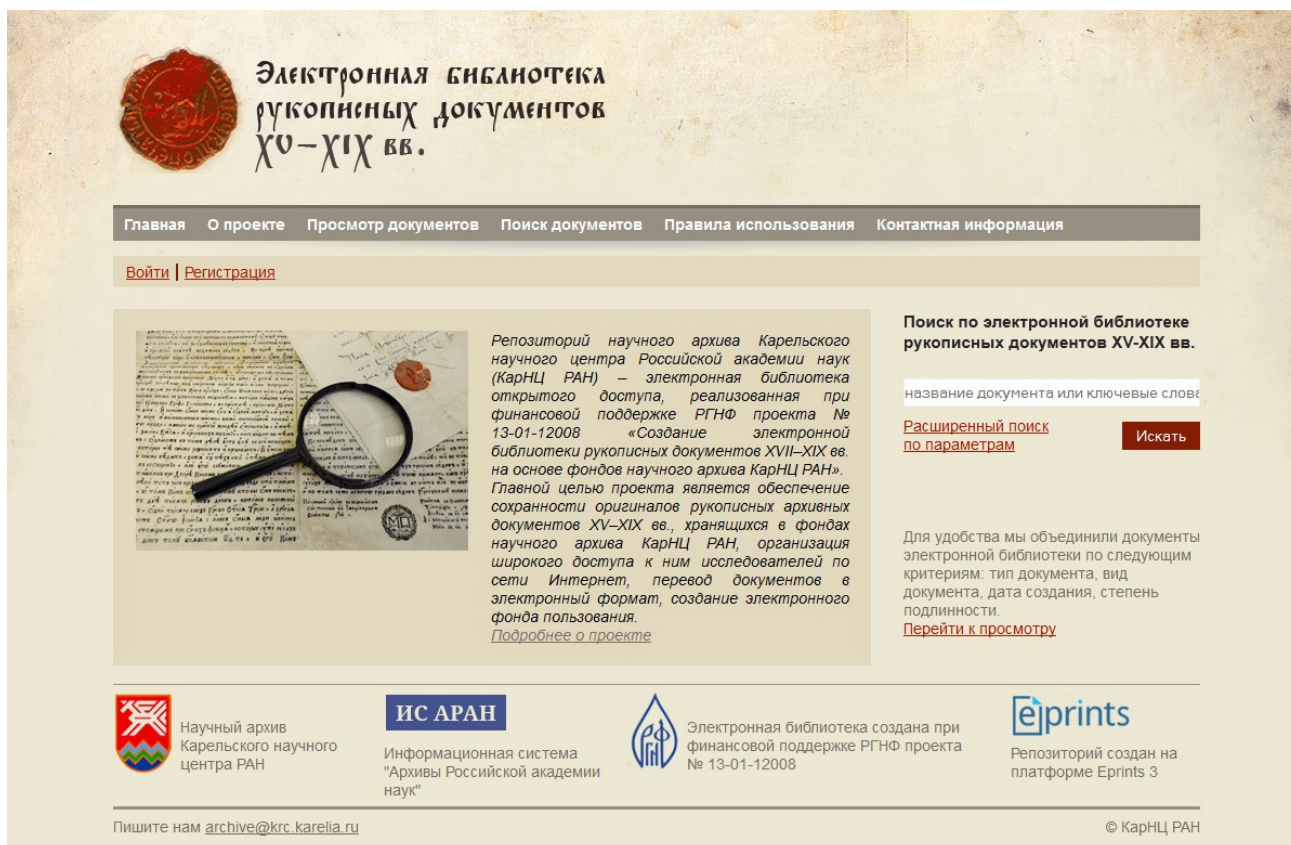 Электронная библиотека
рукописных документов
XV–XIX вв.
Главная О проекте Просмотр документов Поиск документов Правила использования Контактная информация
Войти | Регистрация
Репозиторий научного архива Карельского
научного центра Российской академии наук
(КарНЦ РАН) – электронная библиотека
открытого доступа, реализованная при
финансовой поддержке РГНФ проекта №
13-01-12008 «Создание электронной
библиотеки рукописных документов XVII–XIX вв.
на основе фондов научного архива КарНЦ РАН».
Главной целью проекта является обеспечение
сохранности оригиналов рукописных архивных
документов XV–XIX вв., хранящихся в фондах
научного архива КарНЦ РАН, организация
широкого доступа к ним исследователей по
сети Интернет, перевод документов в
электронный формат, создание электронного
фонда пользования.
Подробнее о проекте
Поиск по электронной библиотеке
рукописных документов XV-XIX вв.
название документа или ключевые слова
Расширенный поиск
по параметрам
Искать
Для удобства мы объединили документы
электронной библиотеки по следующим
критериям: тип документа, вид
документа, дата создания, степень
подлинности.
Перейти к просмотру
Научный архив
Карельского научного
центра РАН
ИС АРАН
Информационная система
"Архивы Российской академии
наук"
РГНФ
Электронная библиотека создана при
финансовой поддержке РГНФ проекта
№ 13-01-12008
eprints
Репозиторий создан на
платформе Eprints 3
Пишите нам archive@krc.karelia.ru
© КарНЦ РАН